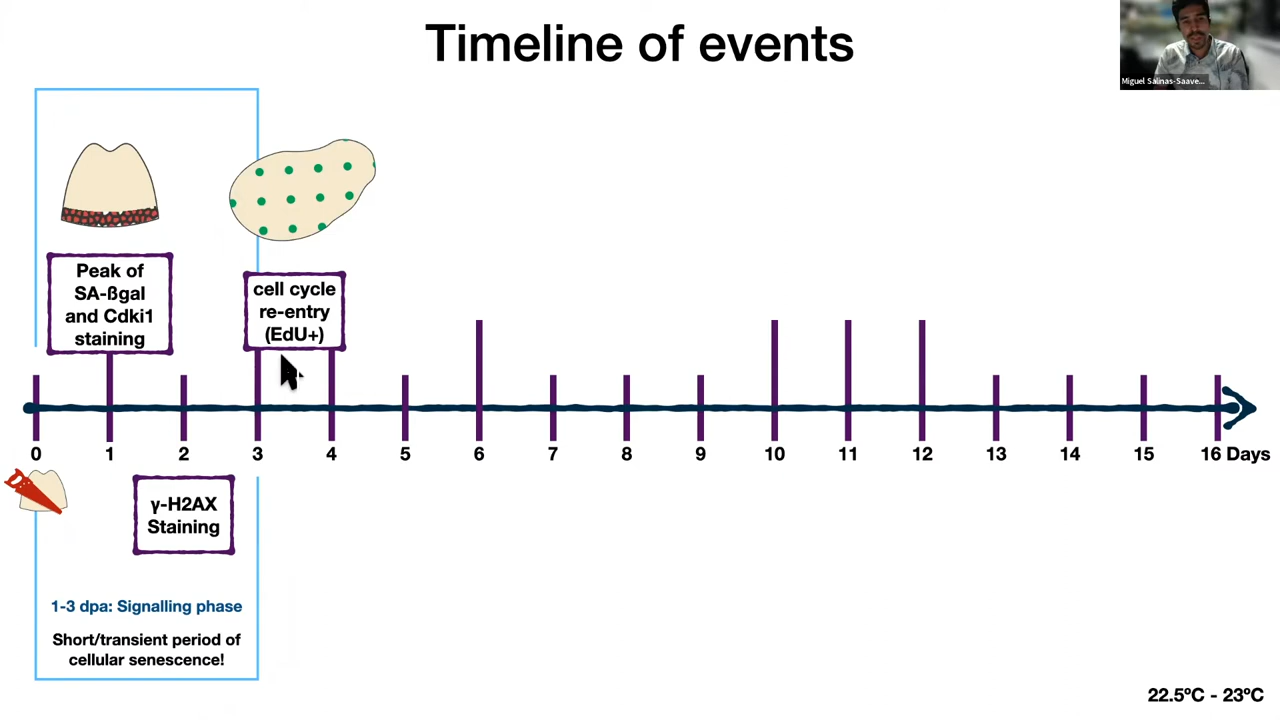 Timeline of events
Miguel Salinas-Saave...
Peak of
SA-ßgal
and Cdki1
staining
cell cycle
re-entry
(EdU+)
0 1 2 3 4 5 6 7 8 9 10 11 12 13 14 15 16 Days
γ-H2AX
Staining
1-3 dpa: Signalling phase
Short/transient period of
cellular senescence!
22.5ºC - 23ºC